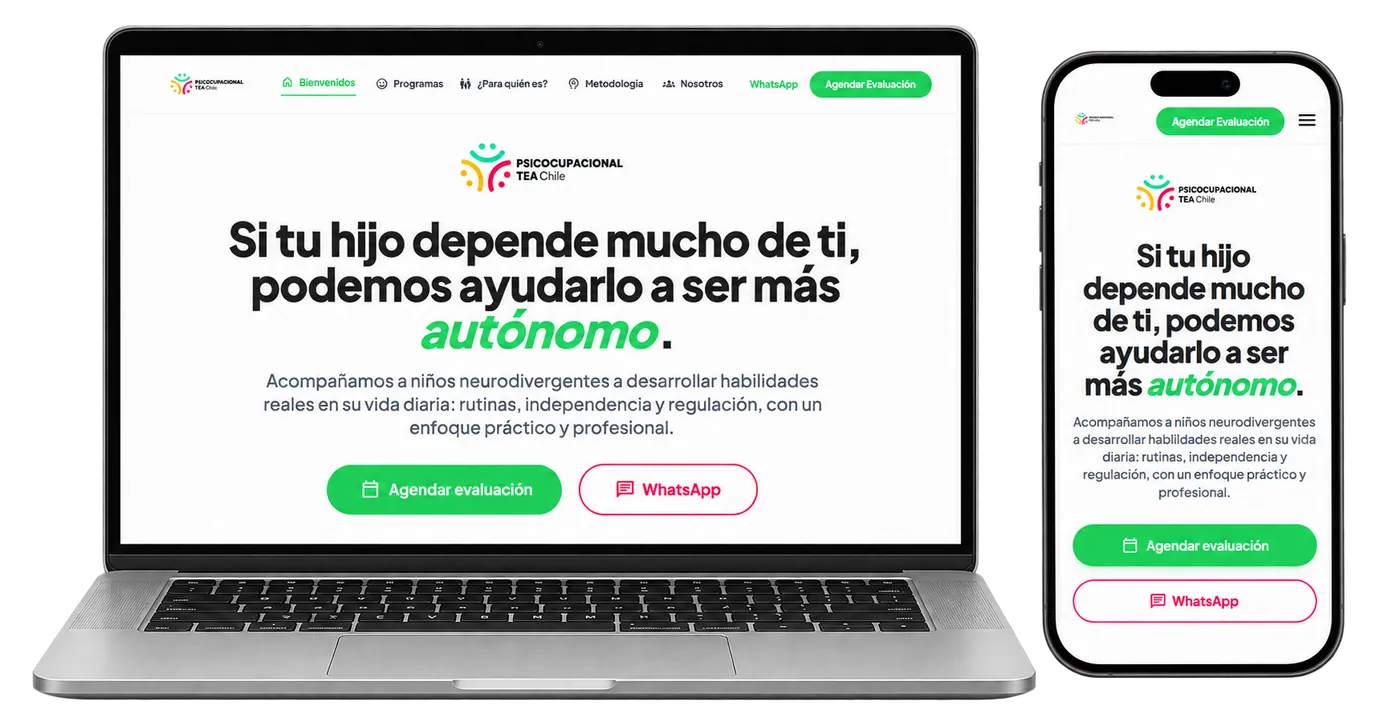 PSICOCUPACIONAL
TEA Chile
Bienvenidos
Programas
¿Para quién es?
Metodología
Nosotros
WhatsApp
Agendar Evaluación
PSICOCUPACIONAL
TEA Chile
Si tu hijo depende mucho de ti,
podemos ayudarlo a ser más
autónomo.
Acompañamos a niños neurodivergentes a desarrollar habilidades
reales en su vida diaria: rutinas, independencia y regulación, con un
enfoque práctico y profesional.
Agendar evaluación
WhatsApp
Agendar Evaluación
PSICOCUPACIONAL
TEA Chile
Si tu hijo
depende mucho
de ti, podemos
ayudarlo a ser
más autónomo.
Acompañamos a niños neurodivergentes
a desarrollar hablildades reales en su vida
diaria: rutinas, independencia y
regulación, con un enfoque práctico y
profesional.
Agendar evaluación
WhatsApp